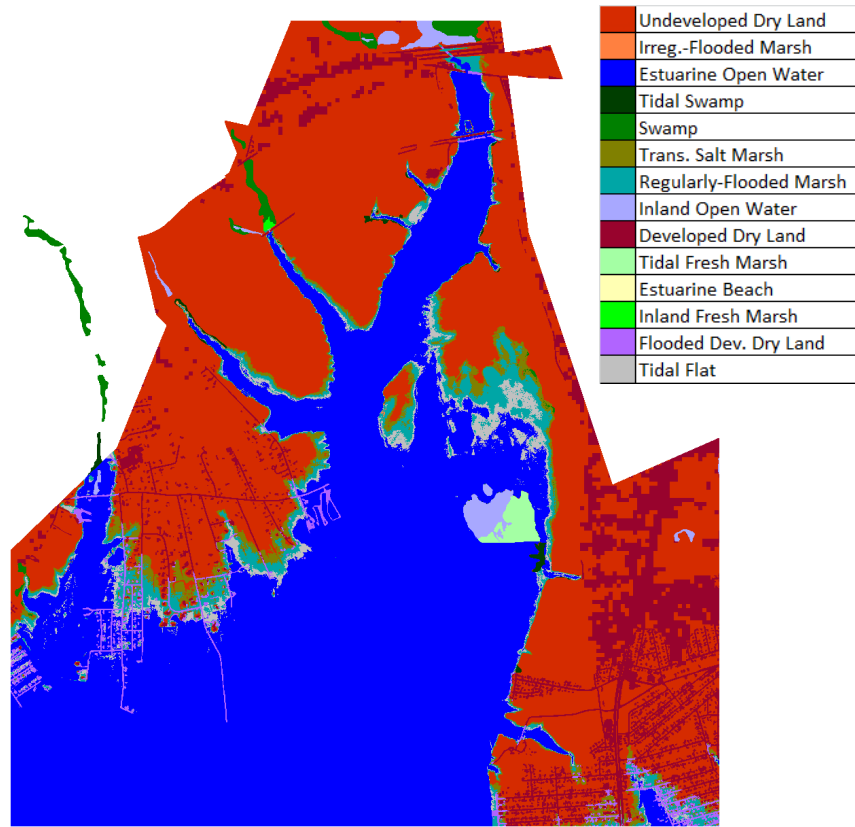 Undeveloped Dry Land
Irreg.-Flooded Marsh
Estuarine Open Water
Tidal Swamp
Swamp
Trans. Salt Marsh
Regularly-Flooded Marsh
Inland Open Water
Developed Dry Land
Tidal Fresh Marsh
Estuarine Beach
Inland Fresh Marsh
Flooded Dev. Dry Land
Tidal Flat